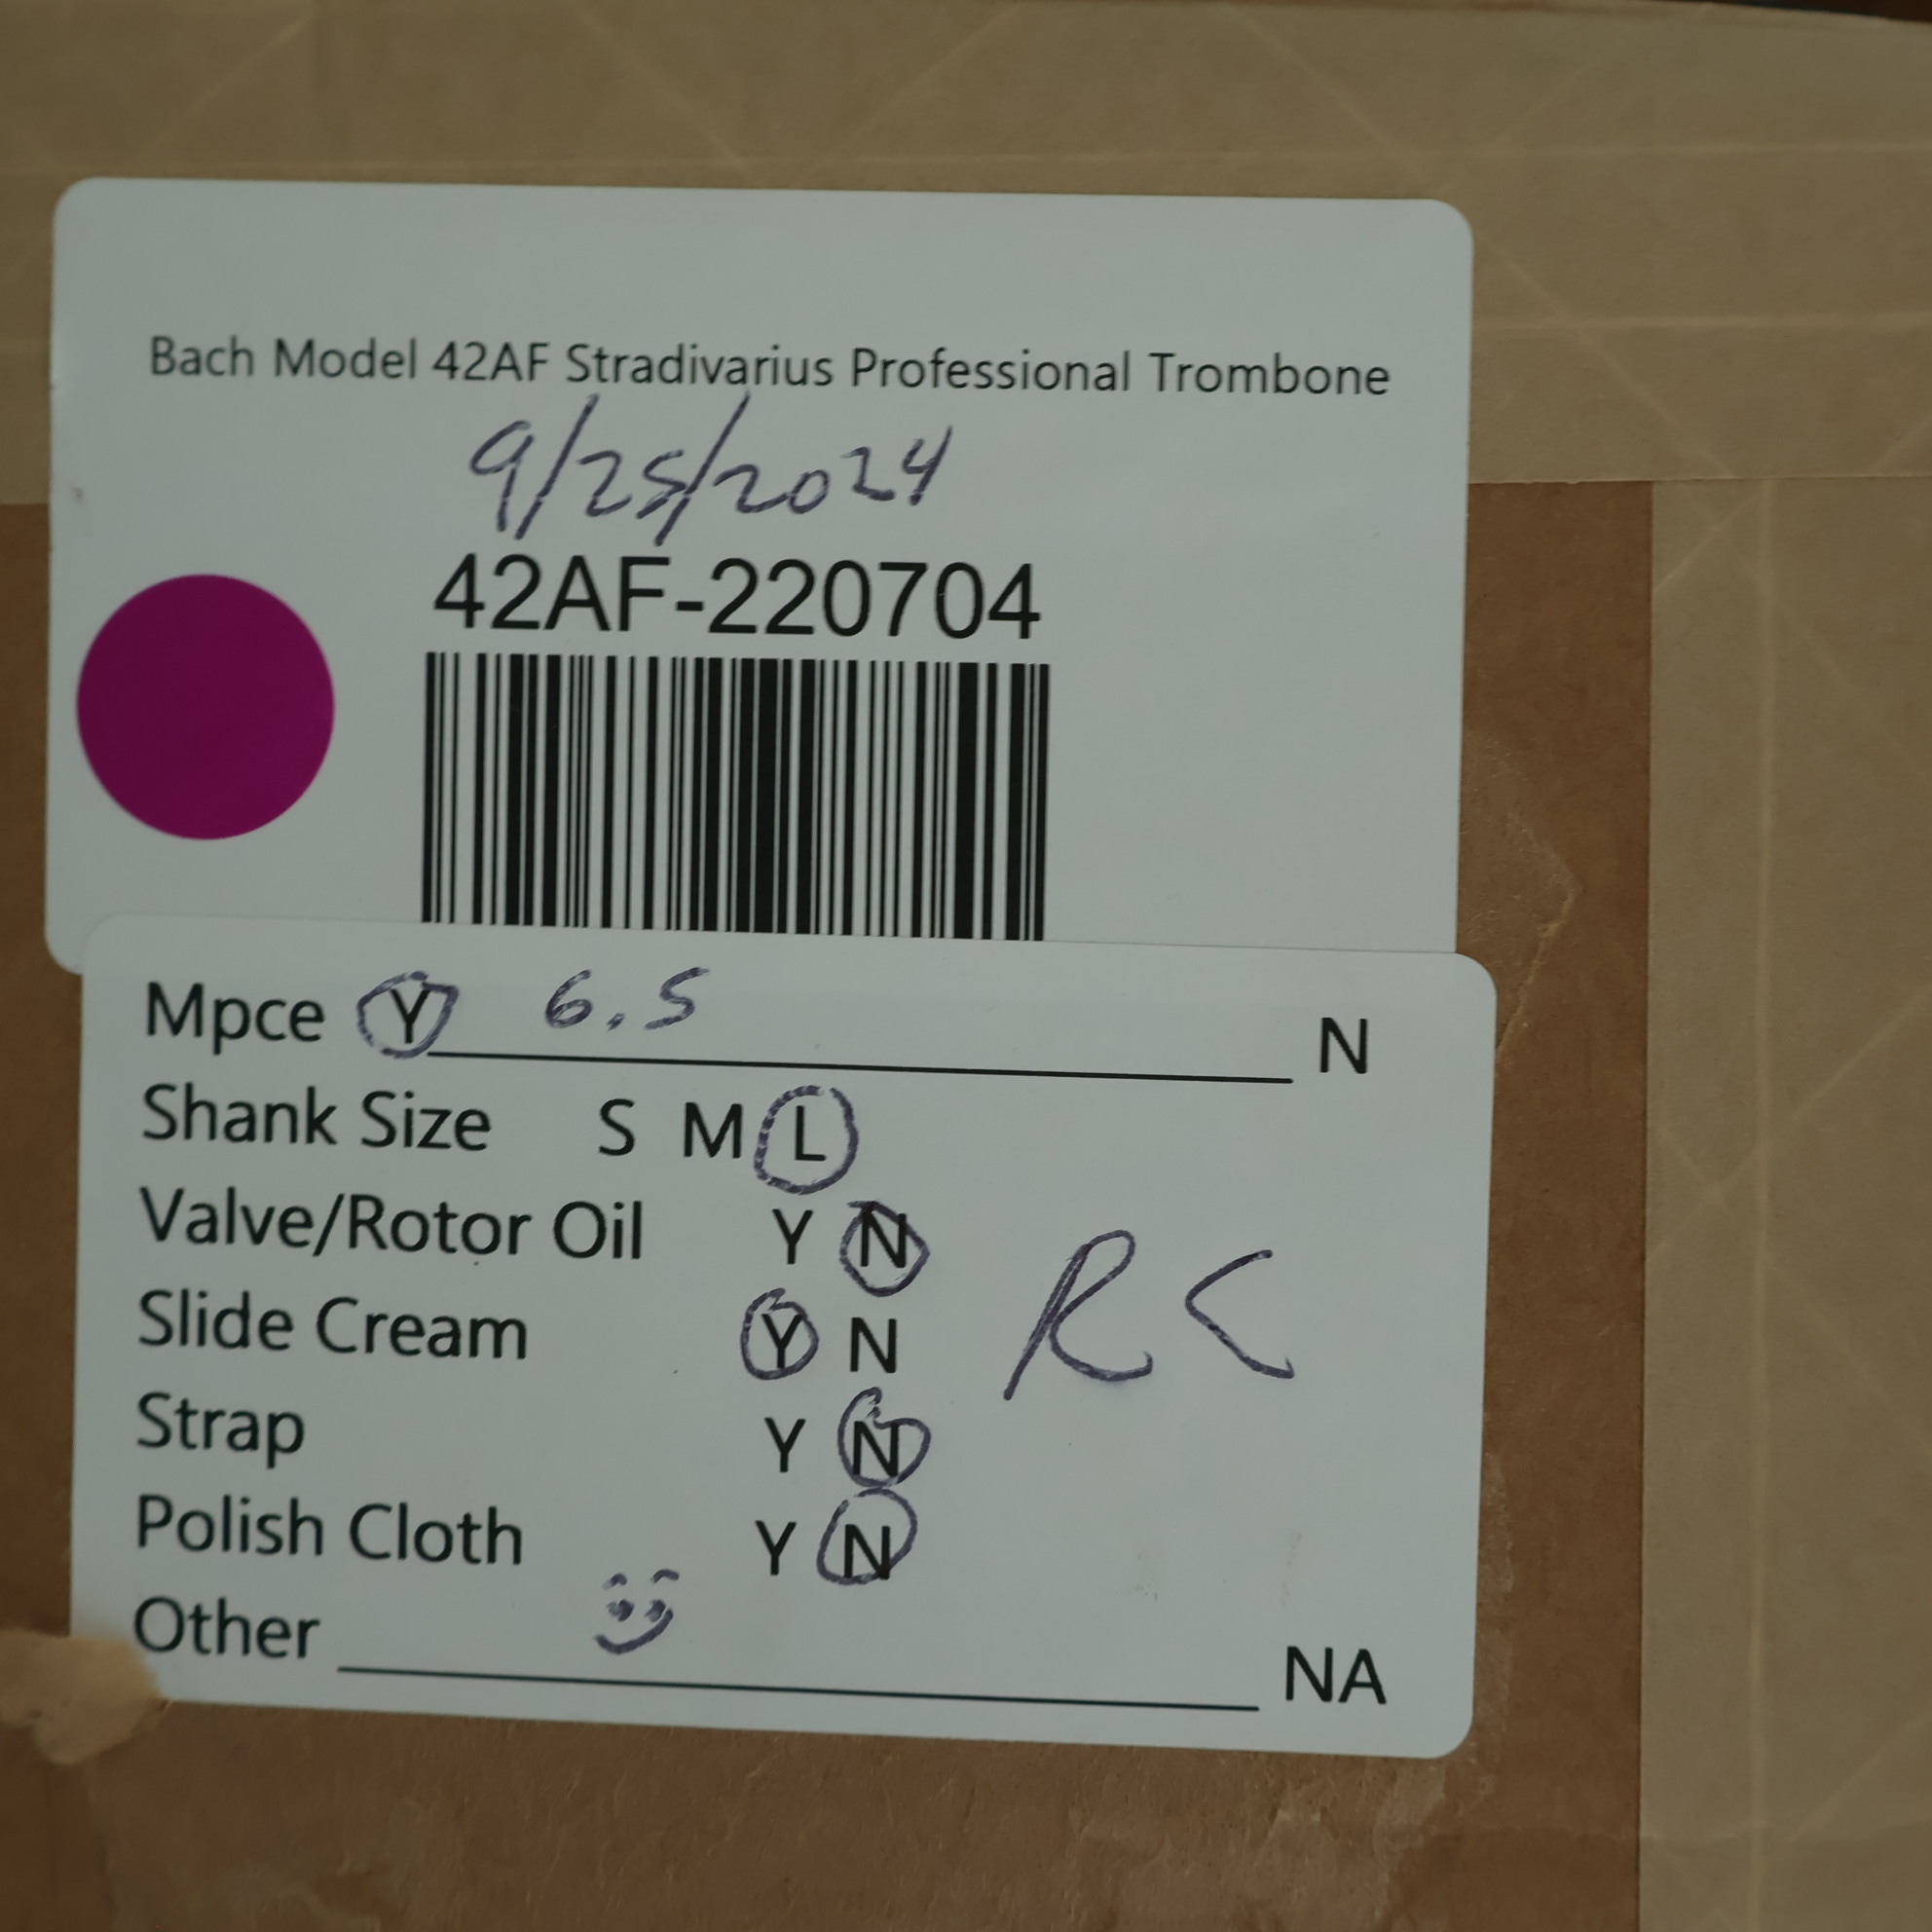 Bach Model 42AF Stradivarius Professional Trombone
9/25/2024
42AF-220704
Mpce Y 6.5 N
Shank Size S M L
Valve/Rotor Oil Y N
Slide Cream Y N
RC
Strap Y N
Polish Cloth Y N
Other NA